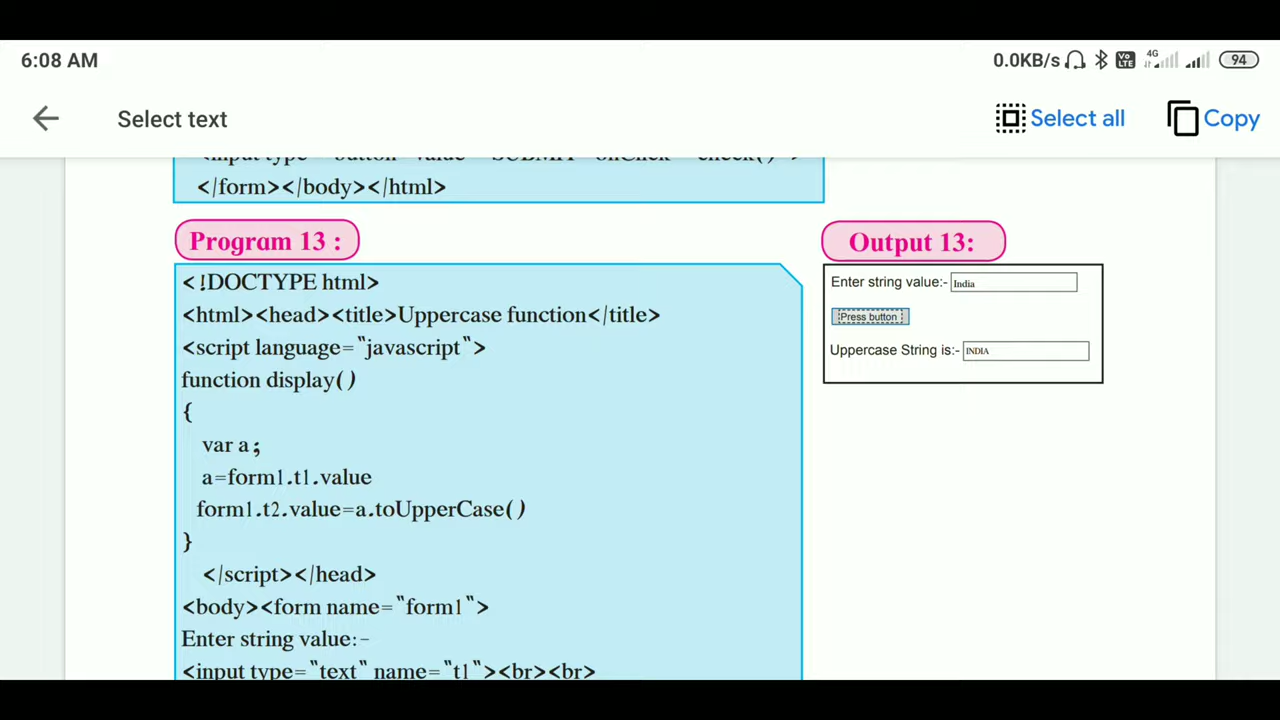 6:08 AM
0.0KB/s
4G
94
Select text
Select all
Copy
</form></body></html>
Program 13 :
Output 13:
<!DOCTYPE html>
<html><head><title>Uppercase function</title>
<script language="javascript">
function display()
{
var a;
a=form1.t1.value
form1.t2.value=a.toUpperCase()
}
</script></head>
<body><form name="form1">
Enter string value:-
<input type="text" name="t1"><br><br>
Enter string value:- India
Press button
Uppercase String is:- INDIA